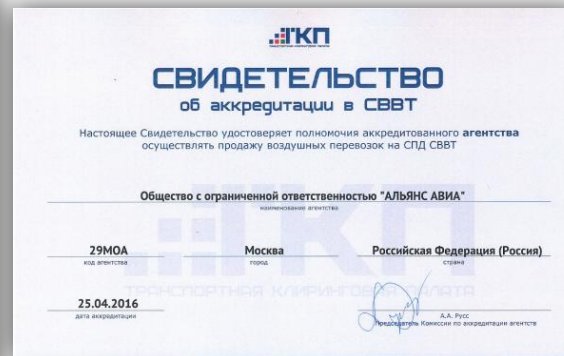 ТКП
СВИДЕТЕЛЬСТВО
об аккредитации в СВВТ
Настоящее Свидетельство удостоверяет полномочия аккредитованного агентства
осуществлять продажу воздушных перевозок на СПД СВВТ
Общество с ограниченной ответственностью "АЛЬЯНС АВИА"
наименование агентства
ТКП
29МОА Москва Российская Федерация (Россия)
код агентства город страна
ТРАНСПОРТНАЯ КЛИРИНГОВАЯ ПАЛАТА
25.04.2016
дата аккредитации
А.А. Русс
Председатель Комиссии по аккредитации агентств